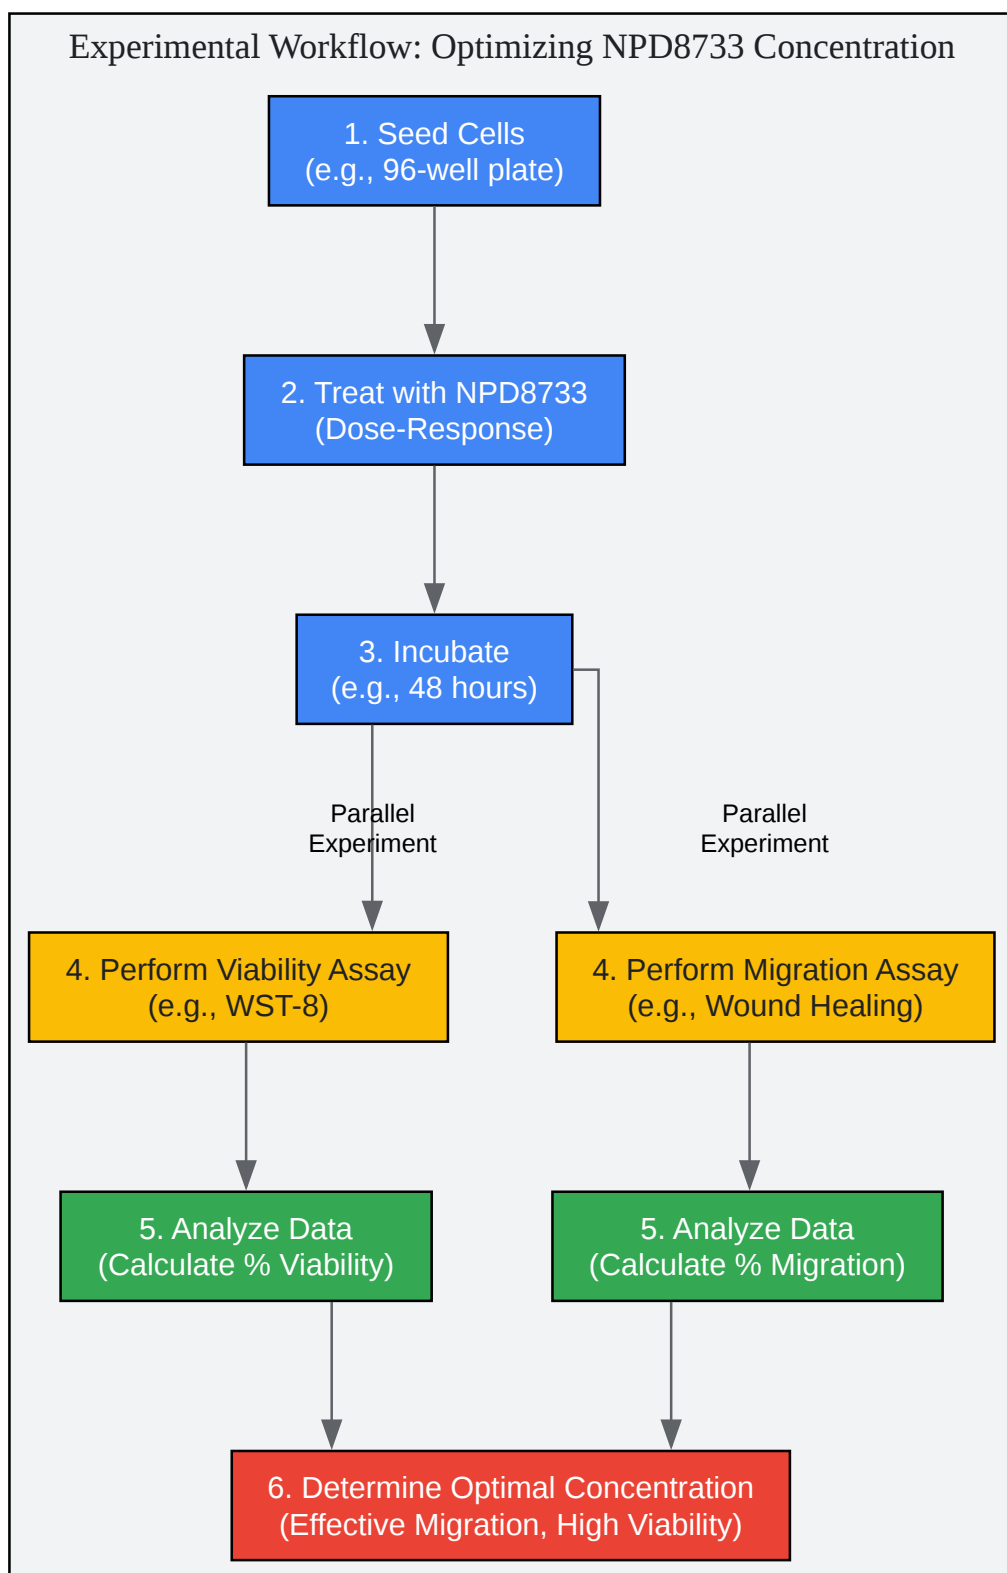 Experimental Workflow: Optimizing NPD8733 Concentration
1. Seed Cells
(e.g., 96-well plate)
2. Treat with NPD8733
(Dose-Response)
3. Incubate
(e.g., 48 hours)
Parallel
Experiment
Parallel
Experiment
4. Perform Viability Assay
(e.g., WST-8)
4. Perform Migration Assay
(e.g., Wound Healing)
5. Analyze Data
(Calculate % Viability)
5. Analyze Data
(Calculate % Migration)
6. Determine Optimal Concentration
(Effective Migration, High Viability)